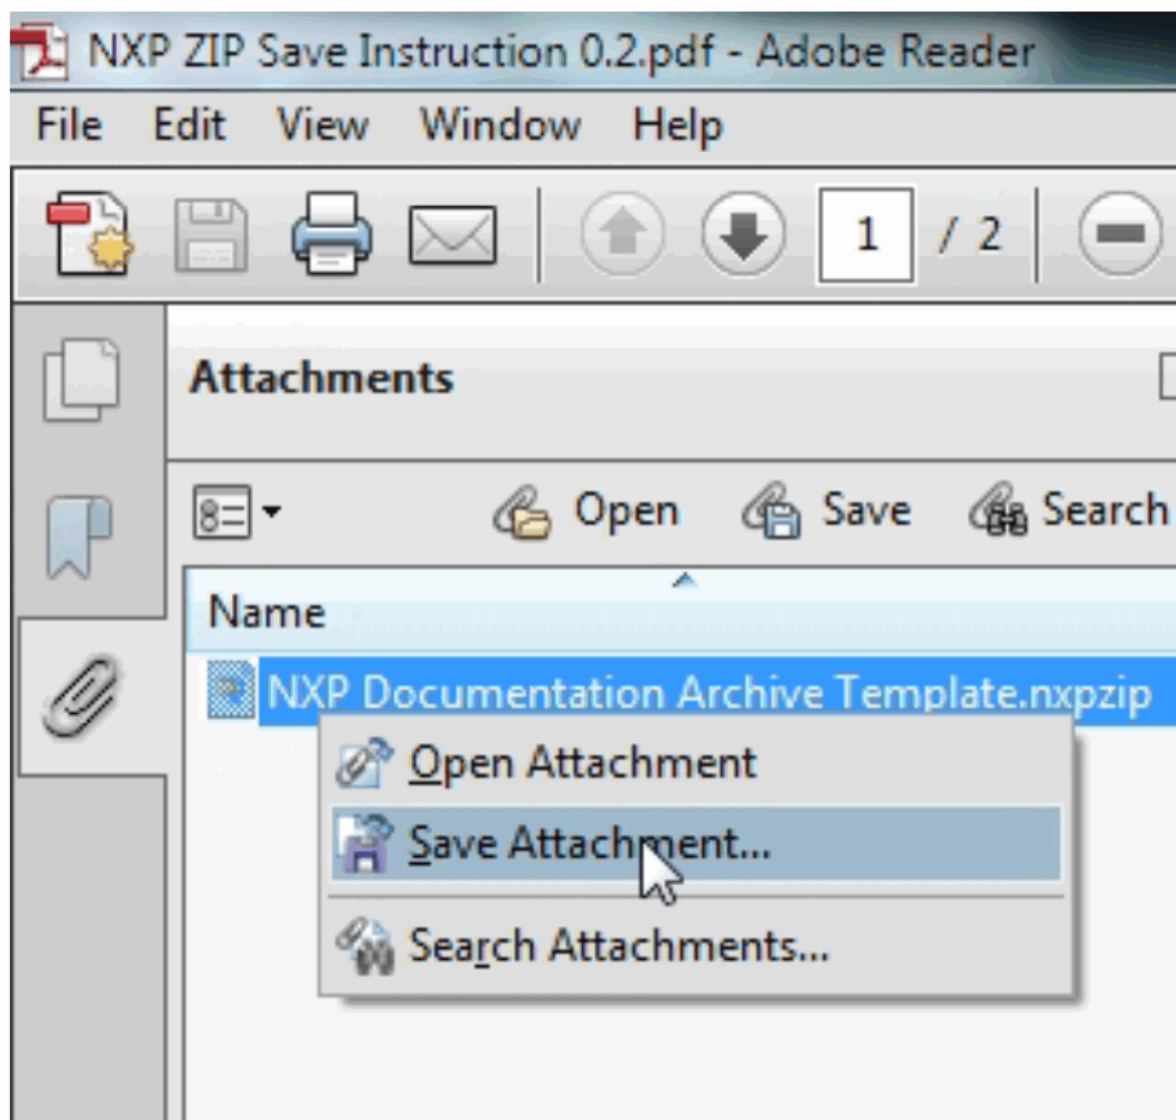 NXP ZIP Save Instruction 0.2.pdf - Adobe Reader
File Edit View Window Help
1 / 2
Attachments
Open Save Search
Name
NXP Documentation Archive Template.nxpzip
Open Attachment
Save Attachment...
Search Attachments...